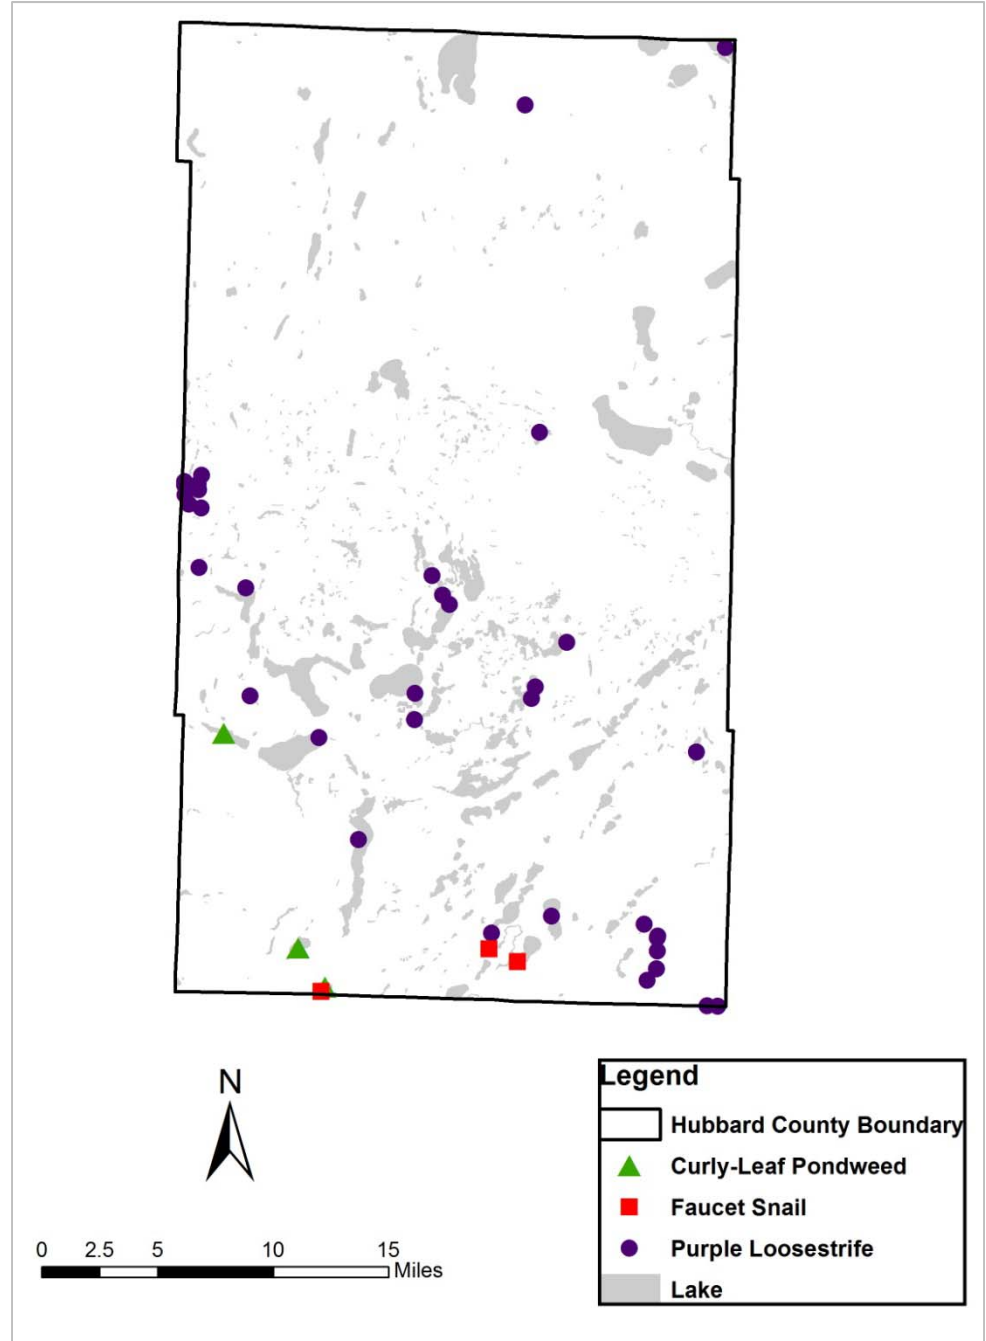 N
0 2.5 5 10 15
Miles
Legend
Hubbard County Boundary
Curly-Leaf Pondweed
Faucet Snail
Purple Loosestrife
Lake